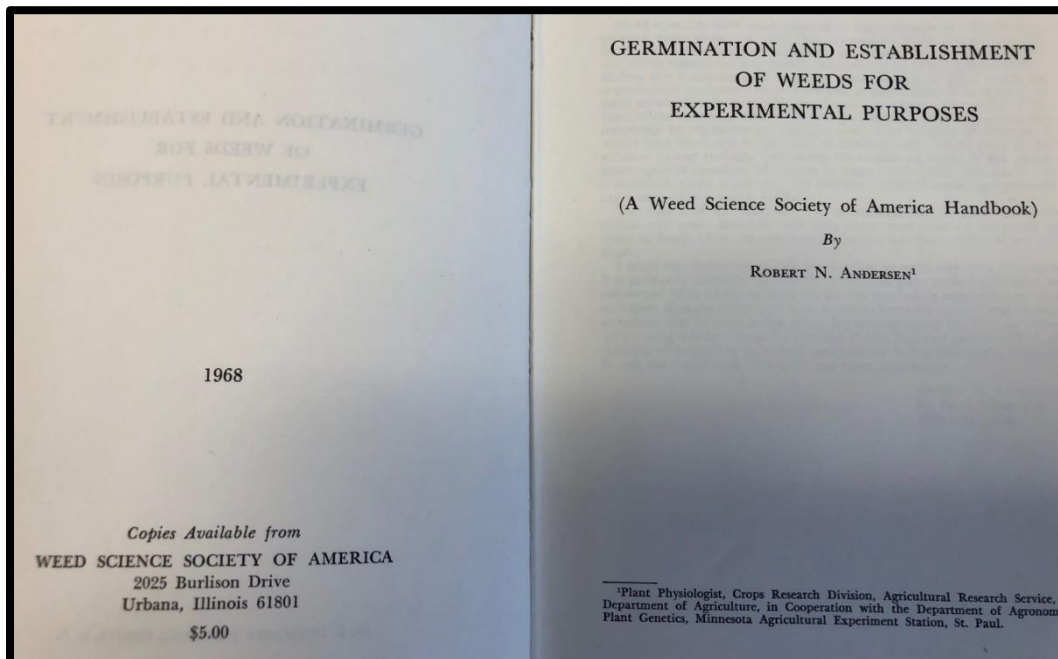 1968
Copies Available from
WEED SCIENCE SOCIETY OF AMERICA
2025 Burlison Drive
Urbana, Illinois 61801
$5.00
GERMINATION AND ESTABLISHMENT
OF WEEDS FOR
EXPERIMENTAL PURPOSES
(A Weed Science Society of America Handbook)
By
ROBERT N. ANDERSEN¹
¹Plant Physiologist, Crops Research Division, Agricultural Research Service,
Department of Agriculture, in Cooperation with the Department of Agronom
Plant Genetics, Minnesota Agricultural Experiment Station, St. Paul.